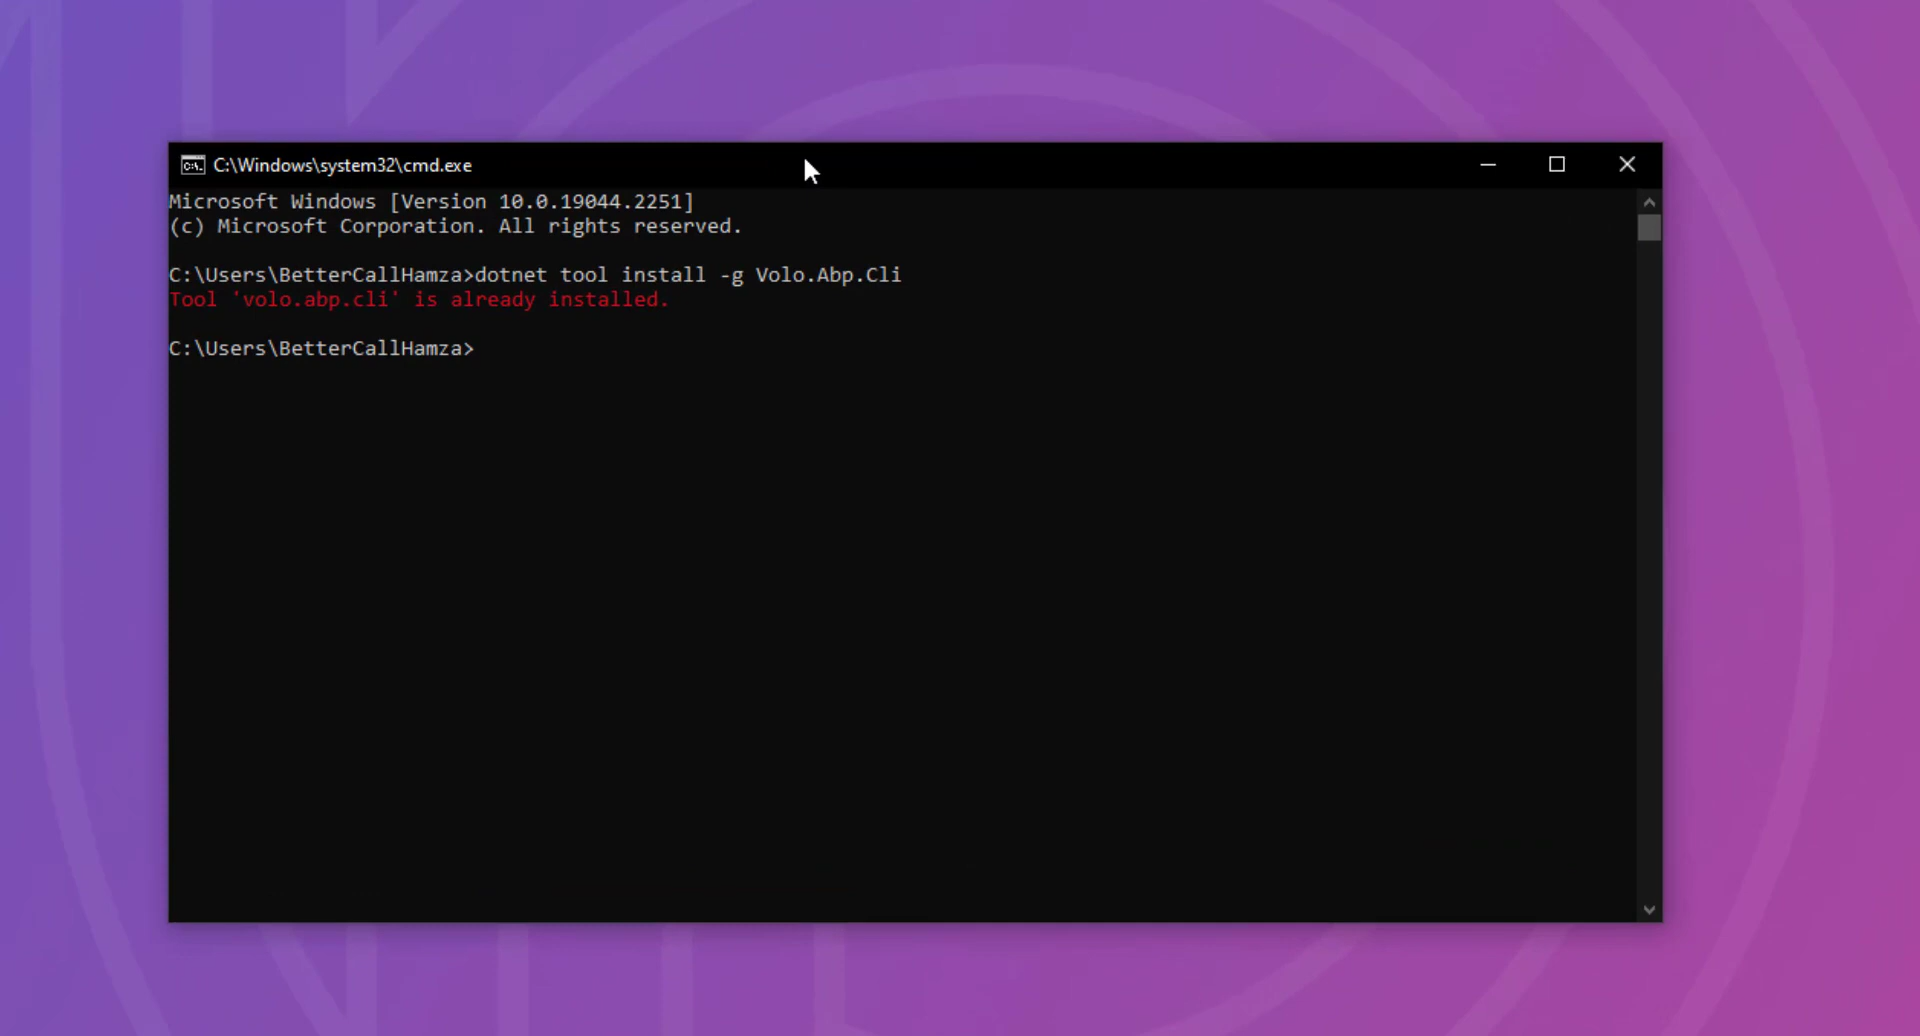 C:\Windows\system32\cmd.exe
Microsoft Windows [Version 10.0.19044.2251]
(c) Microsoft Corporation. All rights reserved.
C:\Users\BetterCallHamza>dotnet tool install -g Volo.Abp.Cli
Tool 'volo.abp.cli' is already installed.
C:\Users\BetterCallHamza>